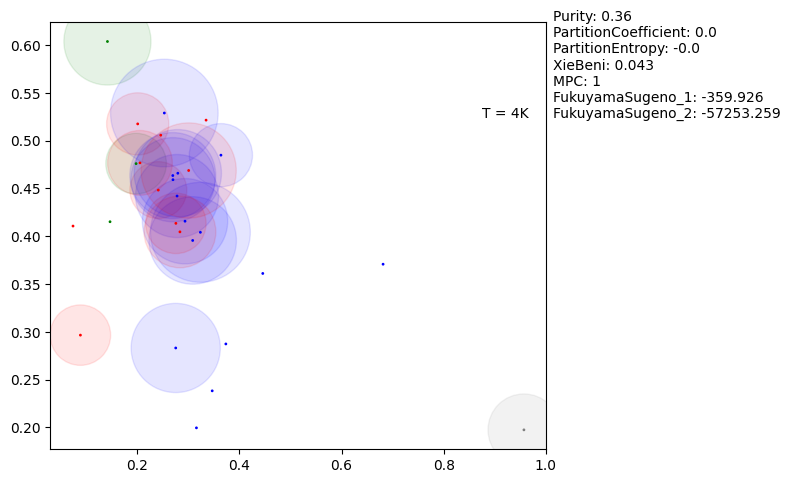 Purity: 0.36
PartitionCoefficient: 0.0
PartitionEntropy: -0.0
XieBeni: 0.043
MPC: 1
FukuyamaSugeno_1: -359.926
FukuyamaSugeno_2: -57253.259
T = 4K
0.60
0.55
0.50
0.45
0.40
0.35
0.30
0.25
0.20
0.2 0.4 0.6 0.8 1.0